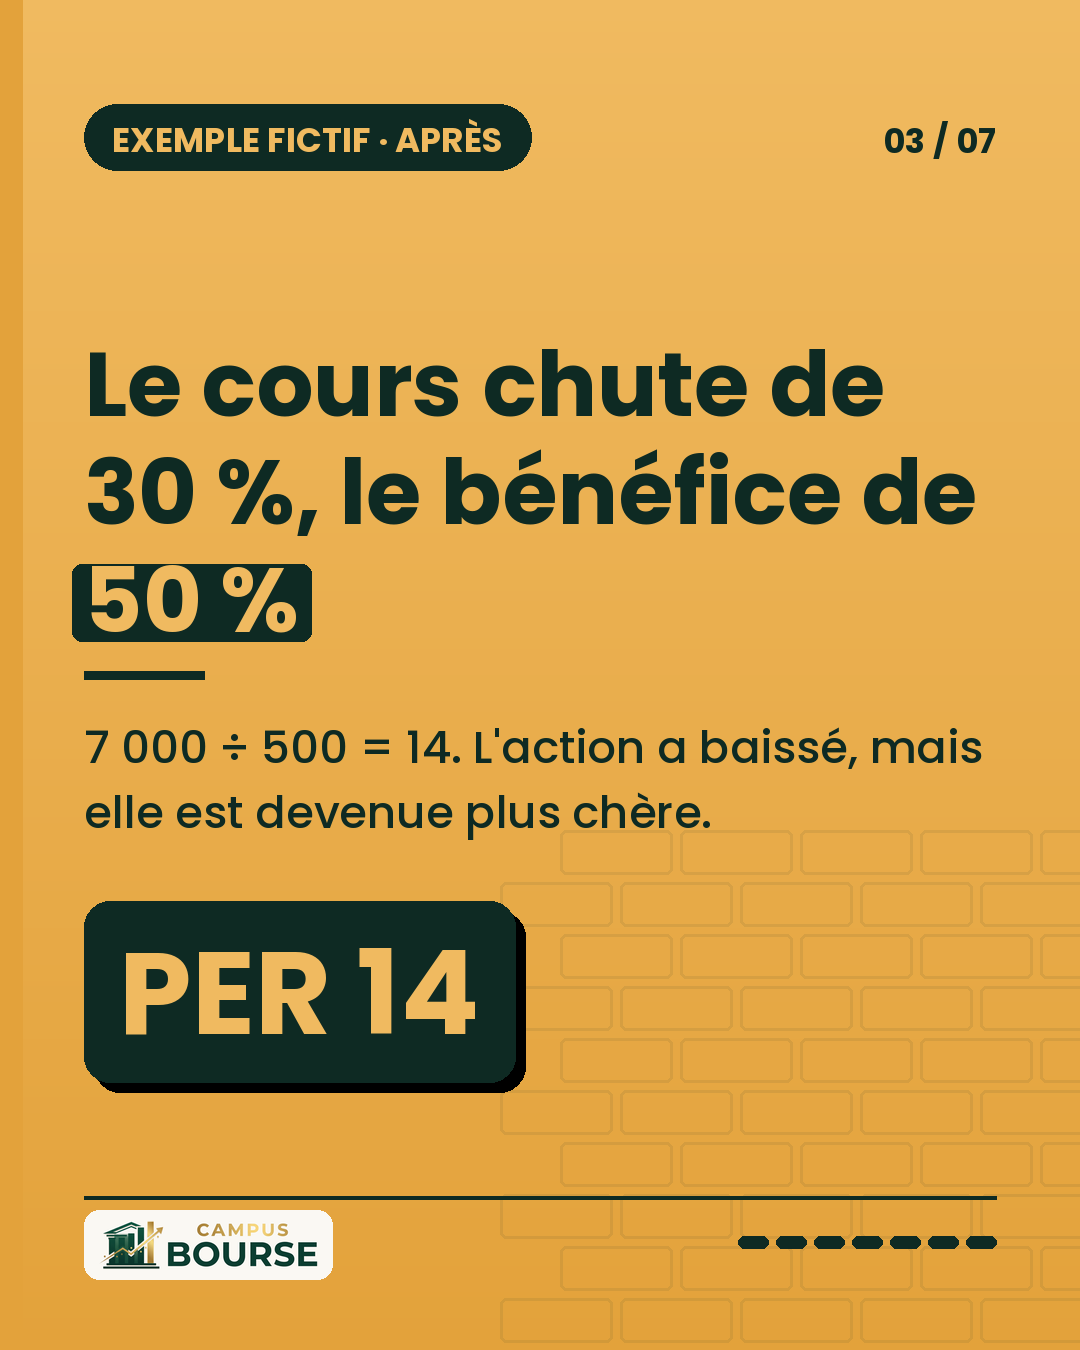 EXEMPLE FICTIF · APRÈS
03 / 07
Le cours chute de
30 %, le bénéfice de
50 %
7 000 ÷ 500 = 14. L'action a baissé, mais
elle est devenue plus chère.
PER 14
CAMPUS
BOURSE